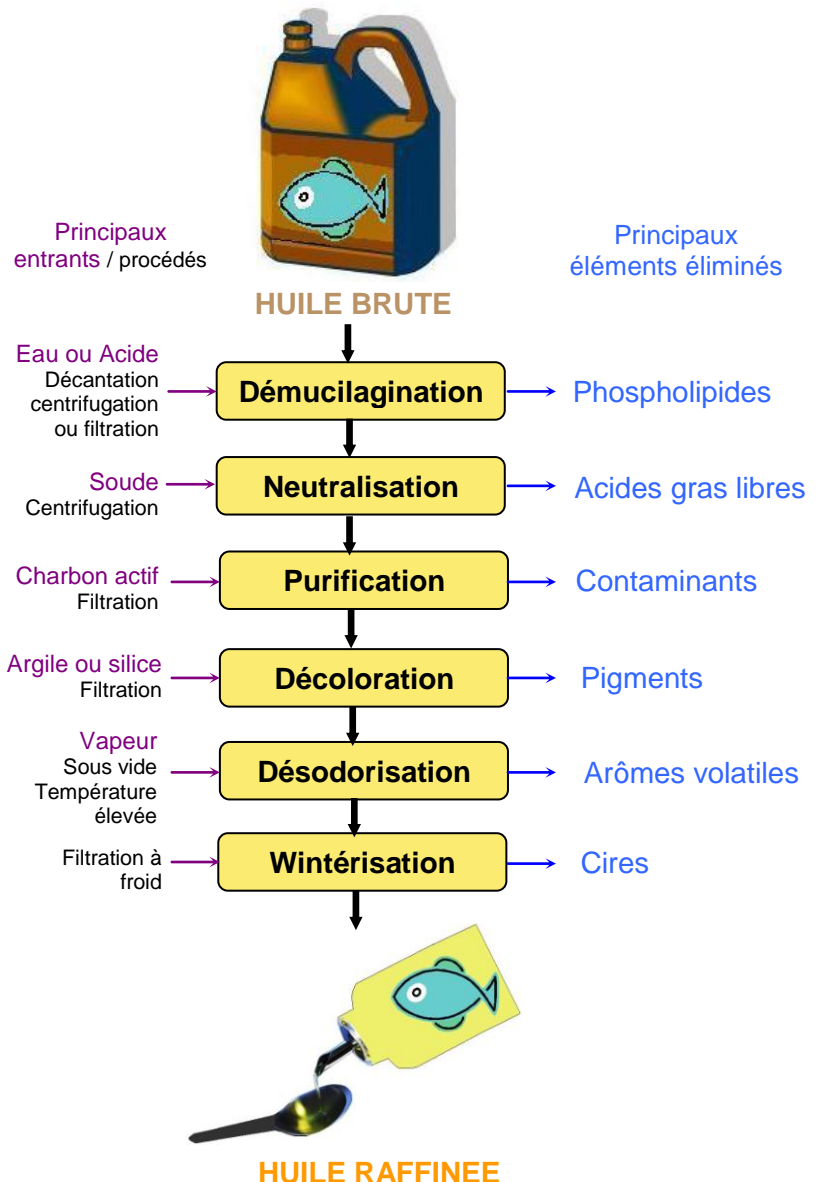 Principaux
entrants / procédés
Principaux
éléments éliminés
HUILE BRUTE
Eau ou Acide
Décantation
centrifugation
ou filtration
Démucilagination
Phospholipides
Soude
Centrifugation
Neutralisation
Acides gras libres
Charbon actif
Filtration
Purification
Contaminants
Argile ou silice
Filtration
Décoloration
Pigments
Vapeur
Sous vide
Température
élevée
Désodorisation
Arômes volatiles
Filtration à
froid
Wintérisation
Cires
HUILE RAFFINEE